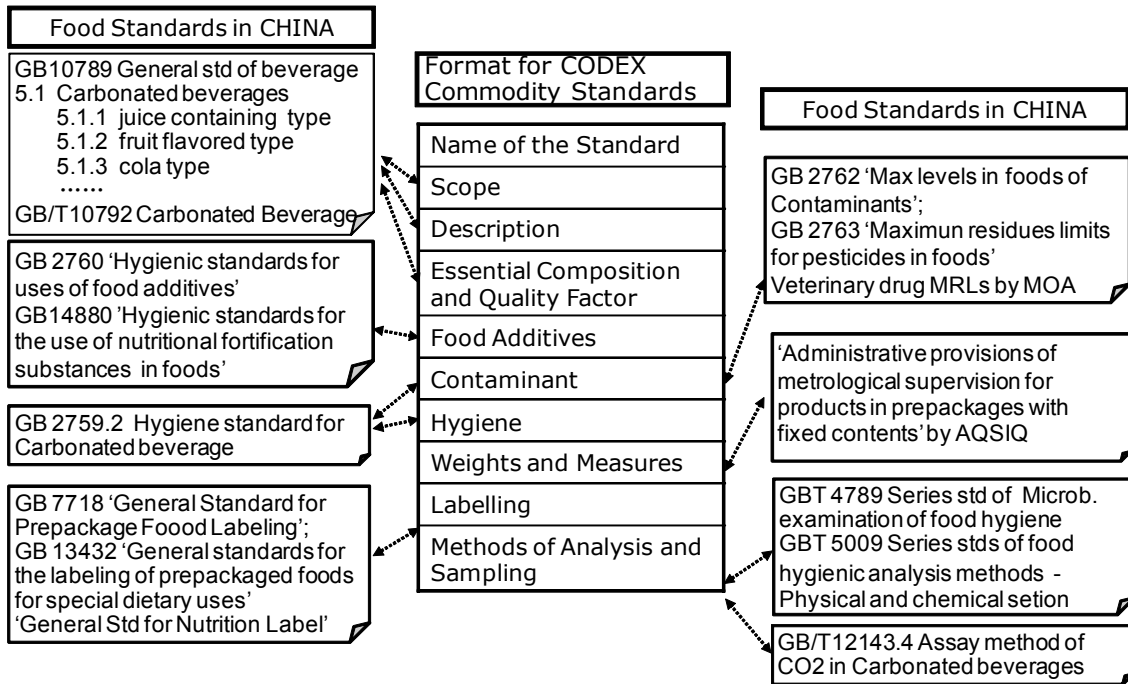 Food Standards in CHINA
GB10789 General std of beverage
5.1 Carbonated beverages
5.1.1 juice containing type
5.1.2 fruit flavored type
5.1.3 cola type
……
GB/T10792 Carbonated Beverage
GB 2760 ‘Hygienic standards for
uses of food additives’
GB14880 ’Hygienic standards for
the use of nutritional fortification
substances in foods’
GB 2759.2 Hygiene standard for
Carbonated beverage
GB 7718 ‘General Standard for
Prepackage Foood Labeling’;
GB 13432 ‘General standards for
the labeling of prepackaged foods
for special dietary uses’
‘General Std for Nutrition Label’
Format for CODEX
Commodity Standards
Name of the Standard
Scope
Description
Essential Composition
and Quality Factor
Food Additives
Contaminant
Hygiene
Weights and Measures
Labelling
Methods of Analysis and
Sampling
Food Standards in CHINA
GB 2762 ‘Max levels in foods of
Contaminants’;
GB 2763 ‘Maximun residues limits
for pesticides in foods’
Veterinary drug MRLs by MOA
‘Administrative provisions of
metrological supervision for
products in prepackages with
fixed contents’ by AQSIQ
GBT 4789 Series std of Microb.
examination of food hygiene
GBT 5009 Series stds of food
hygienic analysis methods -
Physical and chemical setion
GB/T12143.4 Assay method of
CO2 in Carbonated beverages